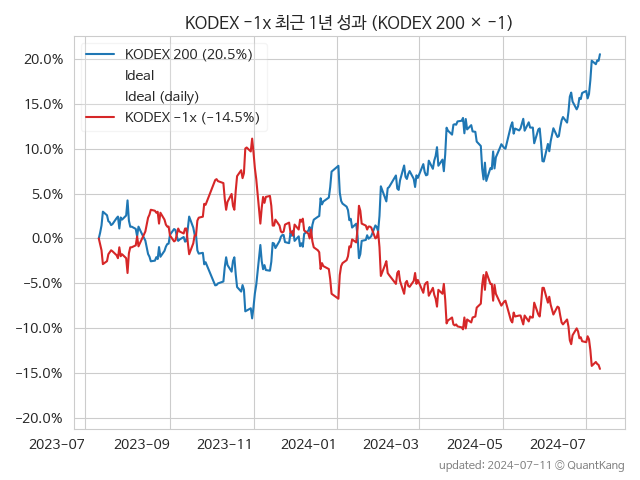 KODEX -1x 최근 1년 성과 (KODEX 200 × -1)
KODEX 200 (20.5%)
Ideal
Ideal (daily)
KODEX -1x (-14.5%)
20.0%
15.0%
10.0%
5.0%
0.0%
-5.0%
-10.0%
-15.0%
-20.0%
2023-07 2023-09 2023-11 2024-01 2024-03 2024-05 2024-07
updated: 2024-07-11 © QuantKang